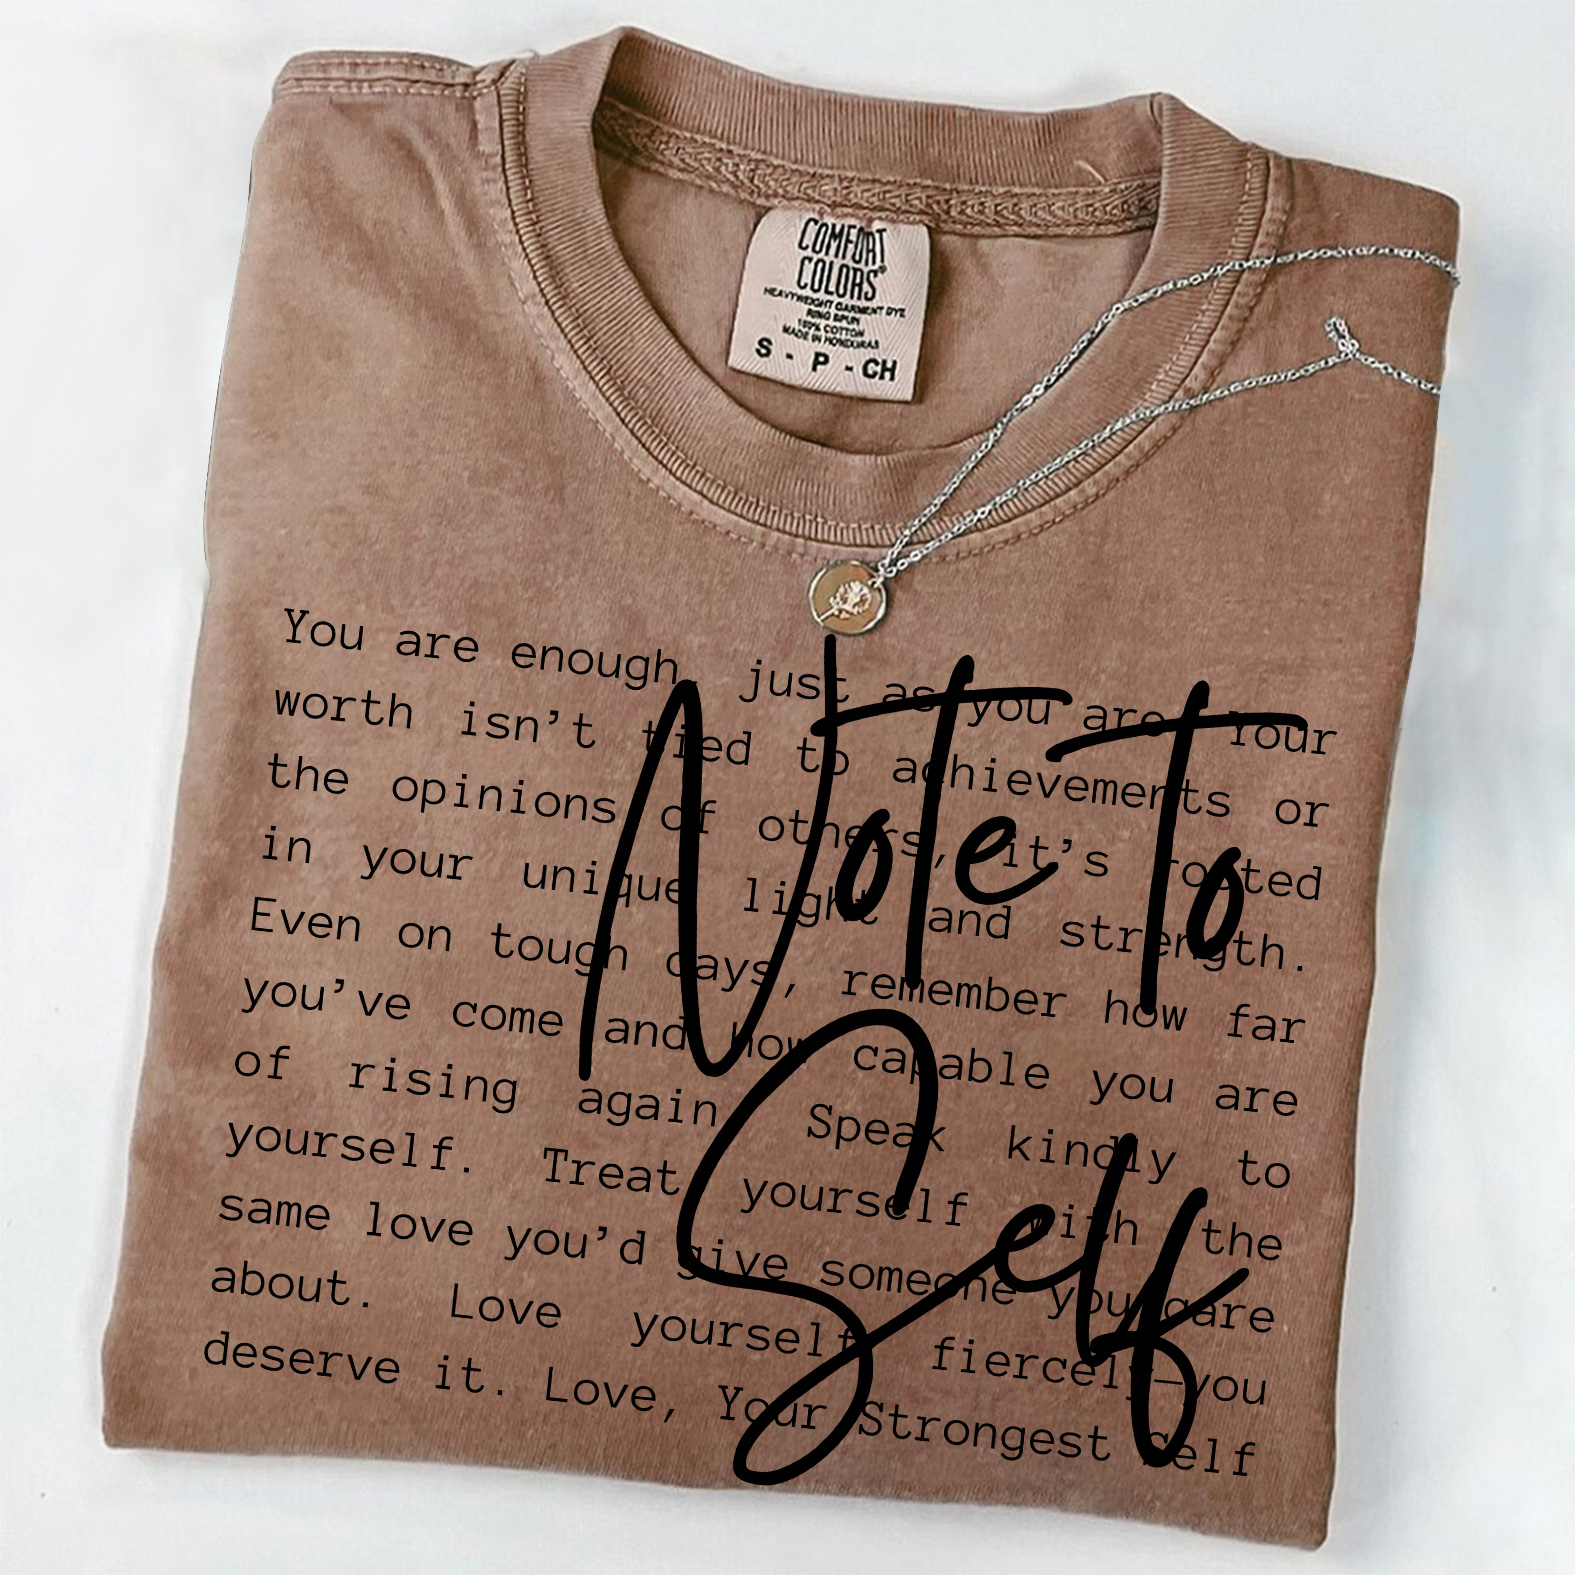 COMFORT
COLORS®
HEAVYWEIGHT GARMENT DYE
RING SPUN
100% COTTON
MADE IN HONDURAS
S - P - CH
You are enough, just as you are. Your
worth isn’t tied to achievements or
the opinions of others, it’s rooted
in your unique light and strength.
Even on tough days, remember how far
you’ve come and how capable you are
of rising again. Speak kindly to
yourself. Treat yourself with the
same love you’d give someone you care
about. Love yourself fiercely—you
deserve it. Love, Your Strongest Self
Note To
Self